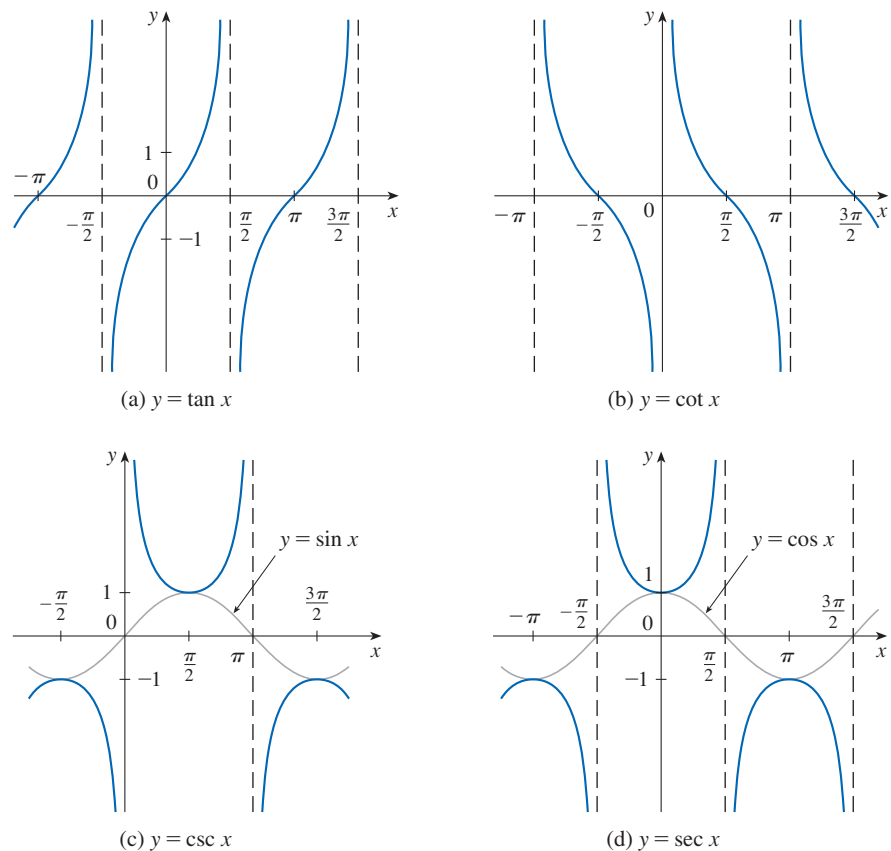 y
1
0
−π
−π/2
−1
π/2
π
3π/2
x
(a) y = tan x
y
0
−π
−π/2
π/2
π
3π/2
x
(b) y = cot x
y
y = sin x
1
−π/2
3π/2
0
π/2
π
x
−1
(c) y = csc x
y
y = cos x
1
−π
−π/2
0
3π/2
π/2
π
x
−1
(d) y = sec x